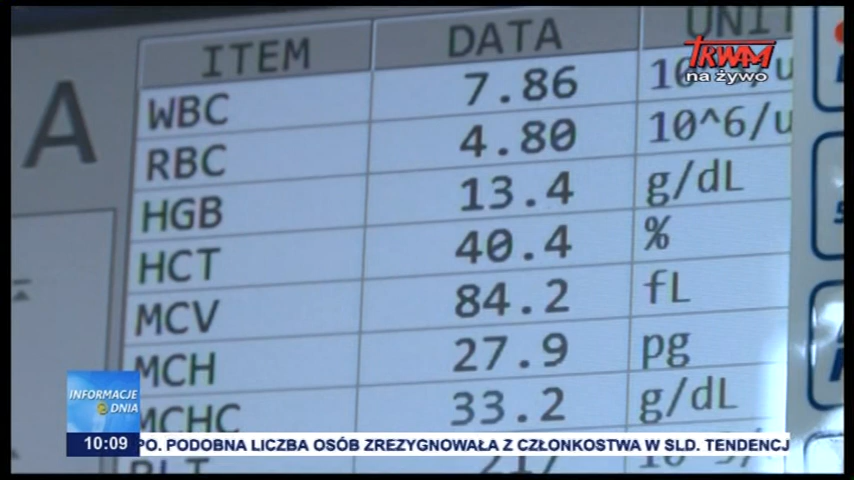 ITEM DATA UNIT
TRWAM
na żywo
A
WBC 7.86
RBC 4.80 10^6/u
HGB 13.4 g/dL
HCT 40.4 %
MCV 84.2 fL
MCH 27.9 pg
MCHC 33.2 g/dL
INFORMACJE
DNIA
10:09 PO. PODOBNA LICZBA OSÓB ZREZYGNOWAŁA Z CZŁONKOSTWA W SLD. TENDENCJ